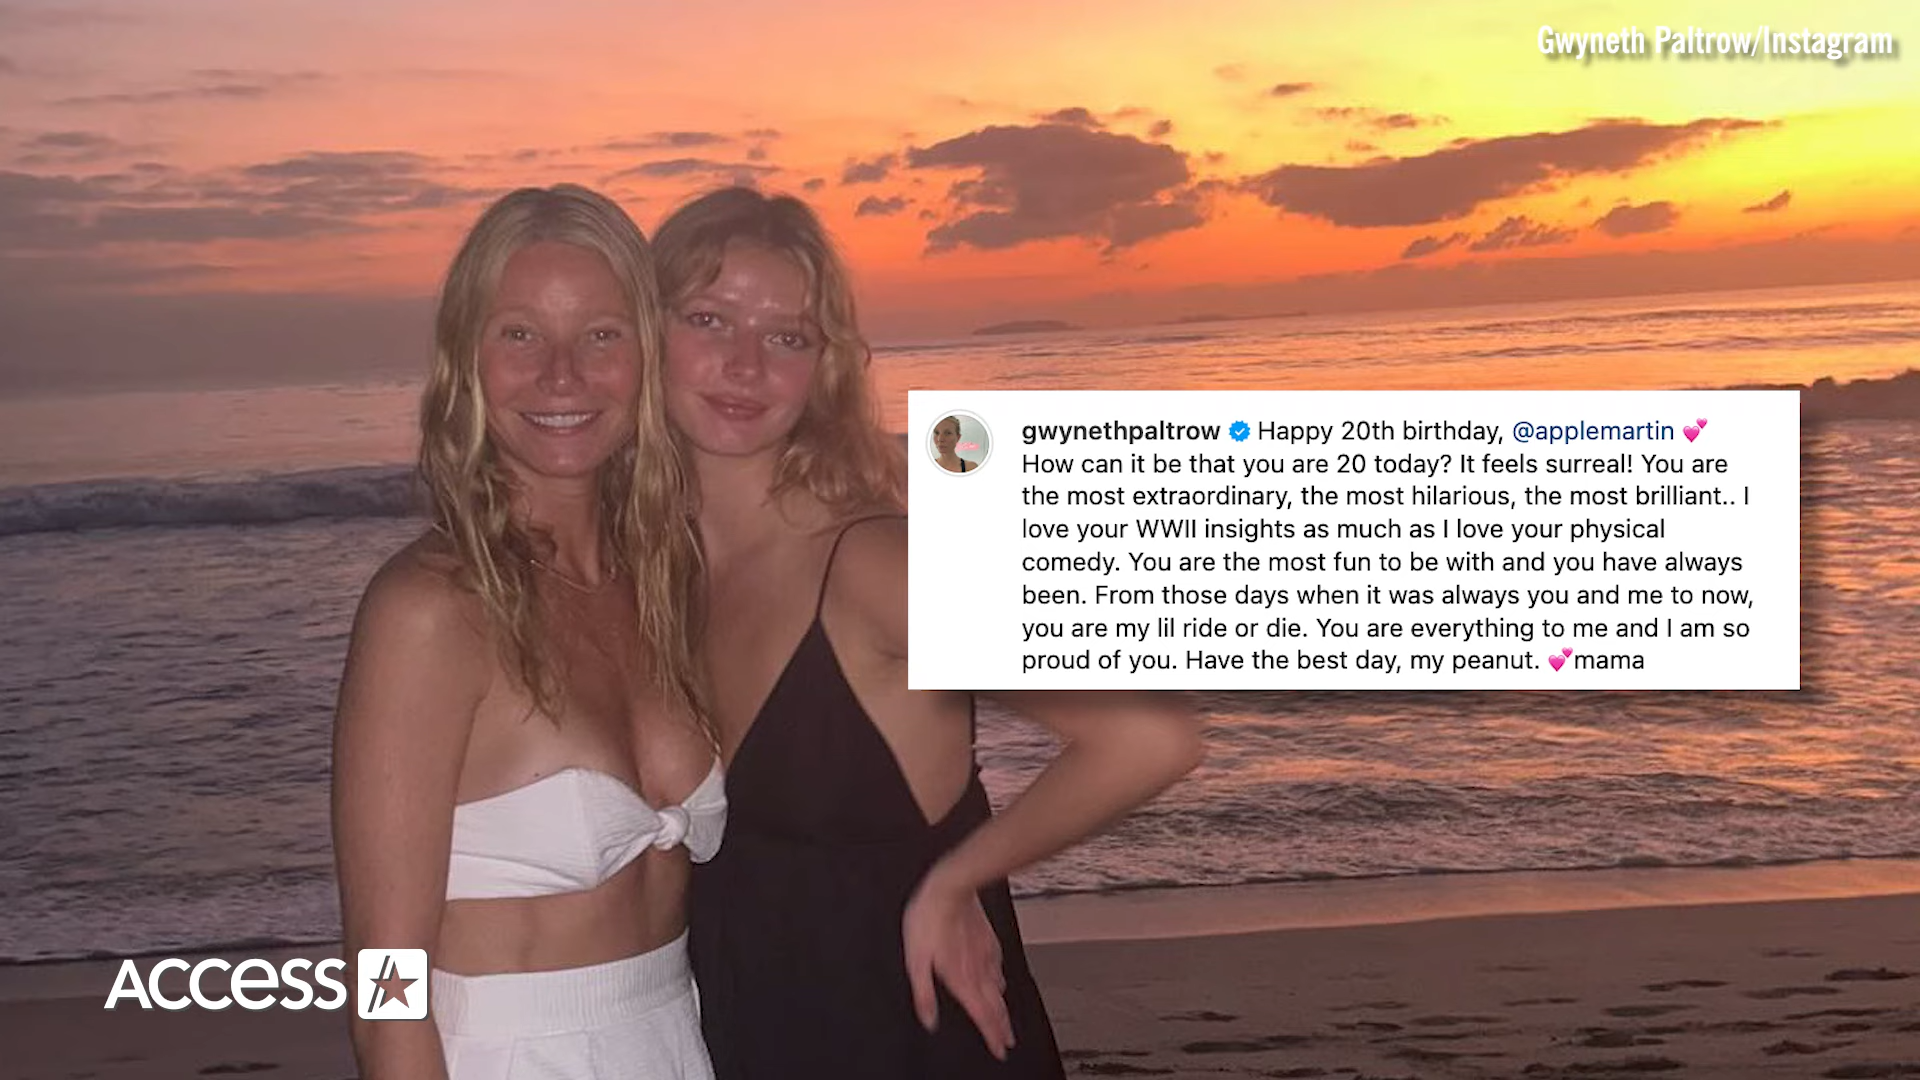 Gwyneth Paltrow/Instagram
gwynethpaltrow Happy 20th birthday, @applemartin 💕
How can it be that you are 20 today? It feels surreal! You are
the most extraordinary, the most hilarious, the most brilliant.. I
love your WWII insights as much as I love your physical
comedy. You are the most fun to be with and you have always
been. From those days when it was always you and me to now,
you are my lil ride or die. You are everything to me and I am so
proud of you. Have the best day, my peanut. 💕mama
ACCESS